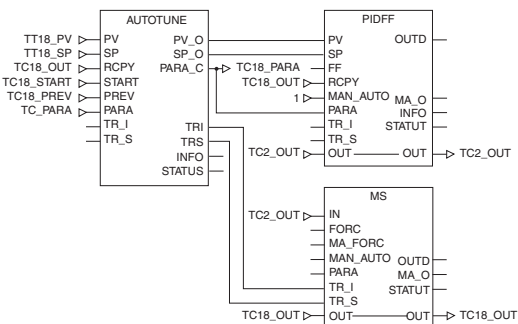 AUTOTUNE
TT18_PV PV PV_O
TT18_SP SP SP_O
TC18_OUT RCPY PARA_C
TC18_START START
TC18_PREV PREV
TC_PARA PARA
TR_I TRI
TR_S TRS
INFO
STATUS
PIDFF
PV OUTD
SP
TC18_PARA FF
TC18_OUT RCPY
1 MAN_AUTO MA_O
PARA INFO
TR_I STATUT
TR_S
TC2_OUT OUT OUT TC2_OUT
MS
TC2_OUT IN
FORC
MA_FORC
MAN_AUTO OUTD
PARA MA_O
TR_I STATUT
TR_S
TC18_OUT OUT OUT TC18_OUT